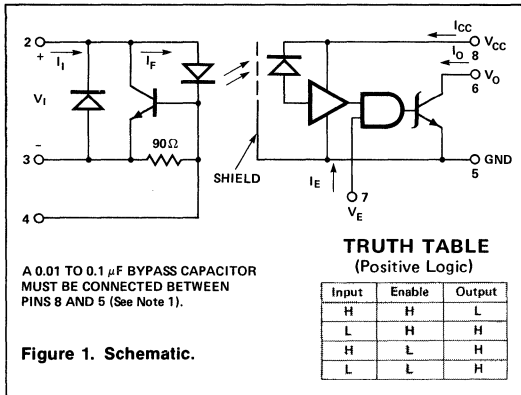 2
+
I_I
I_F
V_I
90Ω
−
3
4
SHIELD
I_CC
V_CC
8
I_O
V_O
6
GND
5
I_E
7
V_E
A 0.01 TO 0.1 μF BYPASS CAPACITOR
MUST BE CONNECTED BETWEEN
PINS 8 AND 5 (See Note 1).
Figure 1. Schematic.
TRUTH TABLE
(Positive Logic)
Input Enable Output
H H L
L H H
H L H
L L H